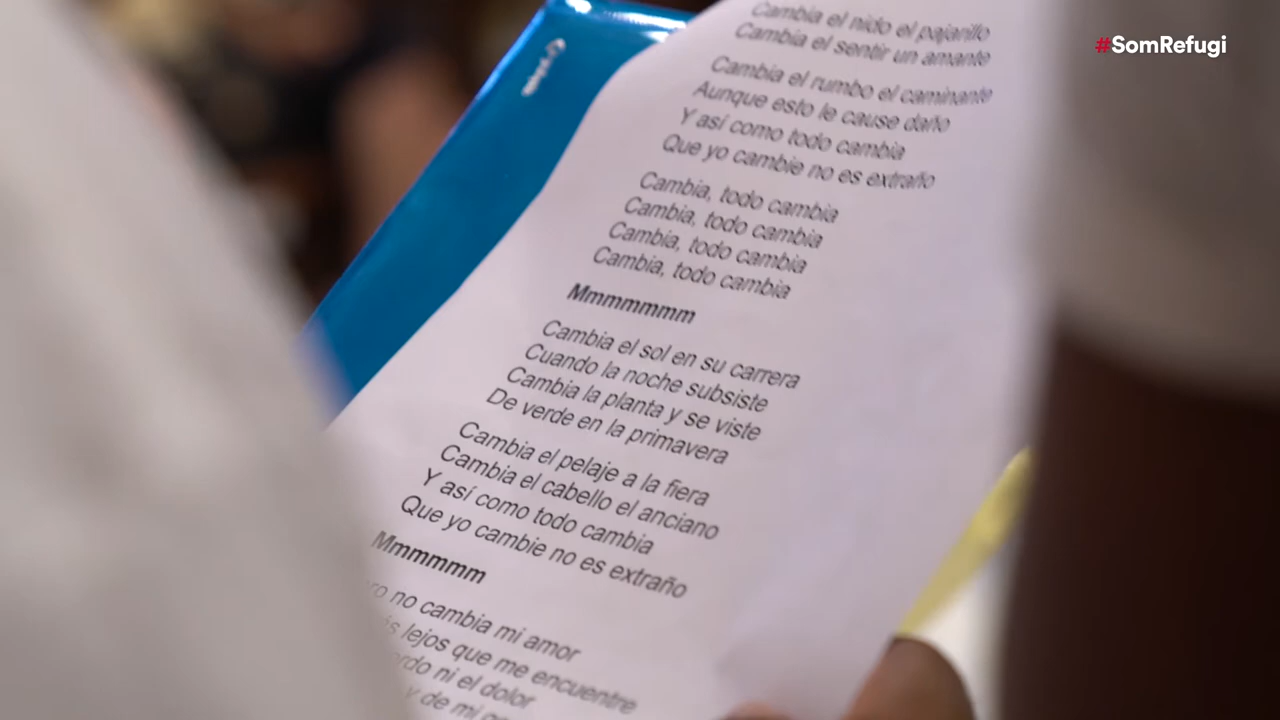 #SomRefugi
Cambia el nido el pajarillo
Cambia el sentir un amante
Cambia el rumbo el caminante
Aunque esto le cause daño
Y así como todo cambia
Que yo cambie no es extraño
Cambia, todo cambia
Cambia, todo cambia
Cambia, todo cambia
Cambia, todo cambia
Mmmmmmm
Cambia el sol en su carrera
Cuando la noche subsiste
Cambia la planta y se viste
De verde en la primavera
Cambia el pelaje a la fiera
Cambia el cabello el anciano
Y así como todo cambia
Que yo cambie no es extraño
Mmmmmm
no cambia mi amor
lejos que me encuentre
ni el dolor
y de mi